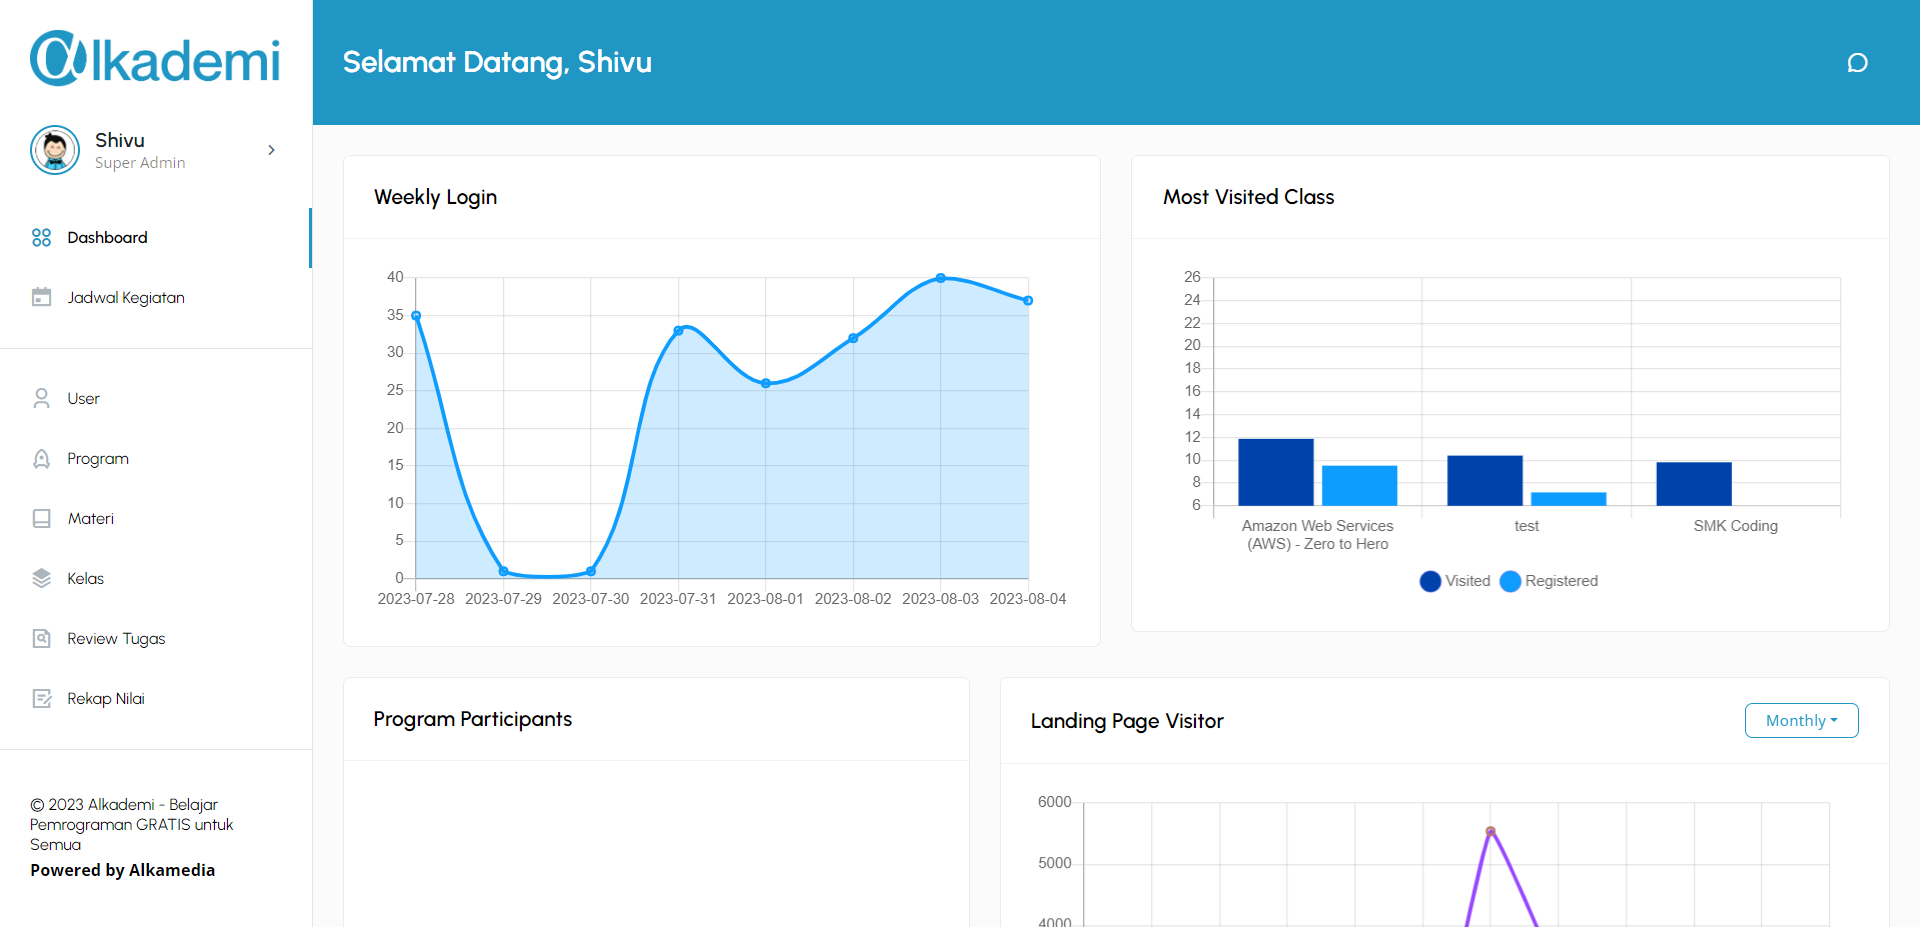 alkademi
Shivu
Super Admin
Dashboard
Jadwal Kegiatan
User
Program
Materi
Kelas
Review Tugas
Rekap Nilai
© 2023 Alkademi - Belajar
Pemrograman GRATIS untuk
Semua
Powered by Alkamedia
Selamat Datang, Shivu
Weekly Login
40
35
30
25
20
15
10
5
0
2023-07-28 2023-07-29 2023-07-30 2023-07-31 2023-08-01 2023-08-02 2023-08-03 2023-08-04
Most Visited Class
26
24
22
20
18
16
14
12
10
8
6
Amazon Web Services
(AWS) - Zero to Hero
test
SMK Coding
Visited Registered
Program Participants
Landing Page Visitor
Monthly
6000
5000
4000